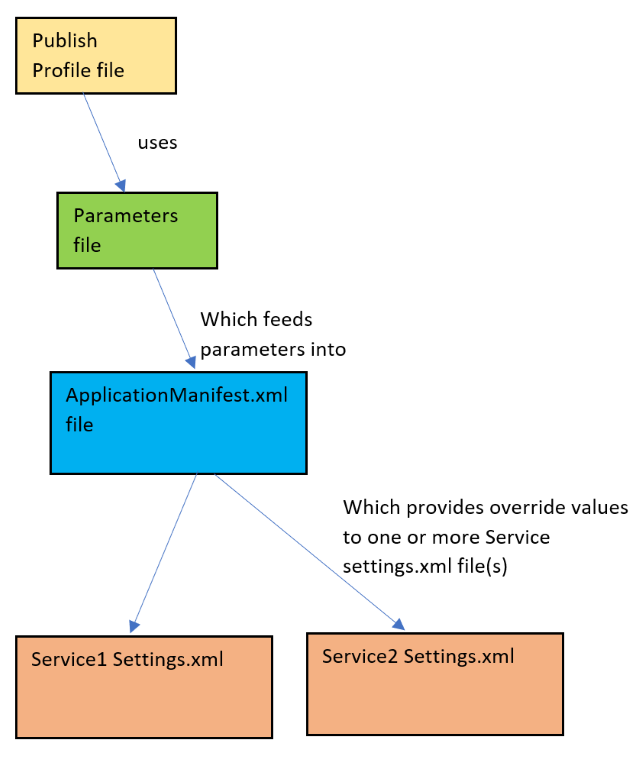 Publish
Profile file
uses
Parameters
file
Which feeds
parameters into
ApplicationManifest.xml
file
Which provides override values
to one or more Service
settings.xml file(s)
Service1 Settings.xml
Service2 Settings.xml